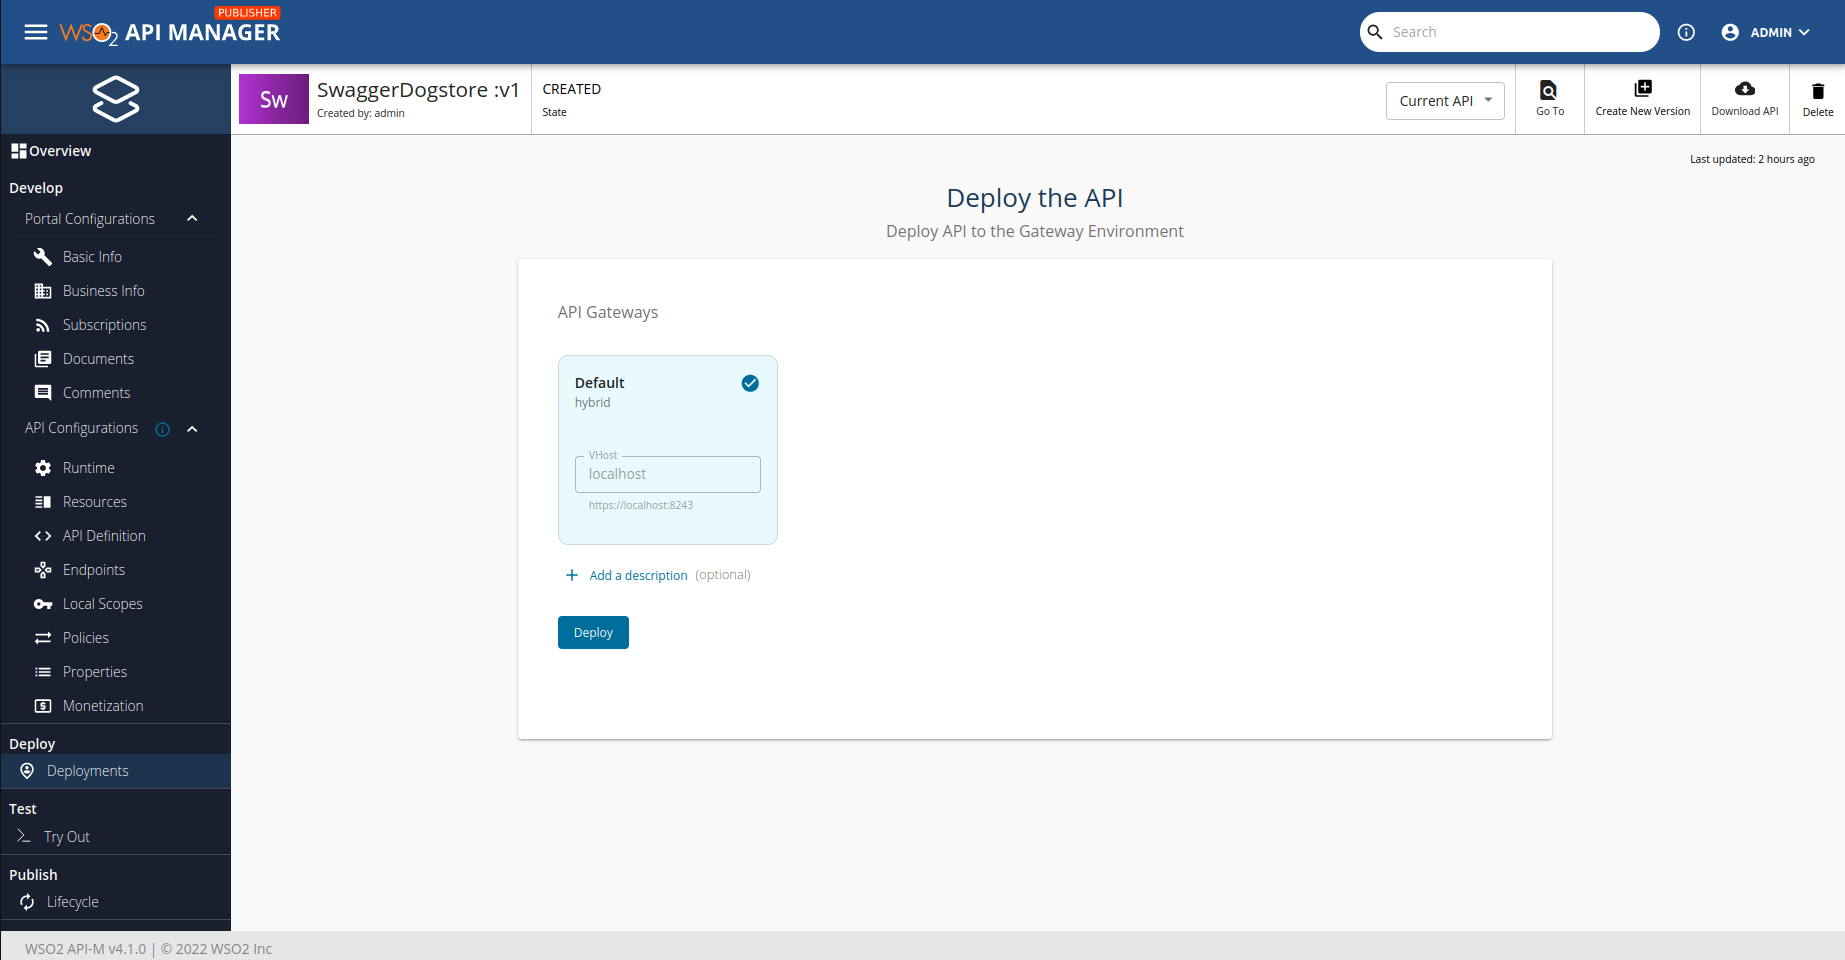 PUBLISHER
WSO2 API MANAGER
Search
ADMIN
Sw
SwaggerDogstore :v1
Created by: admin
CREATED
State
Current API
Go To
Create New Version
Download API
Delete
Last updated: 2 hours ago
Overview
Develop
Portal Configurations
Basic Info
Business Info
Subscriptions
Documents
Comments
API Configurations
Runtime
Resources
API Definition
Endpoints
Local Scopes
Policies
Properties
Monetization
Deploy
Deployments
Test
Try Out
Publish
Lifecycle
Deploy the API
Deploy API to the Gateway Environment
API Gateways
Default
hybrid
VHost
localhost
https://localhost:8243
Add a description (optional)
Deploy
WSO2 API-M v4.1.0 | © 2022 WSO2 Inc